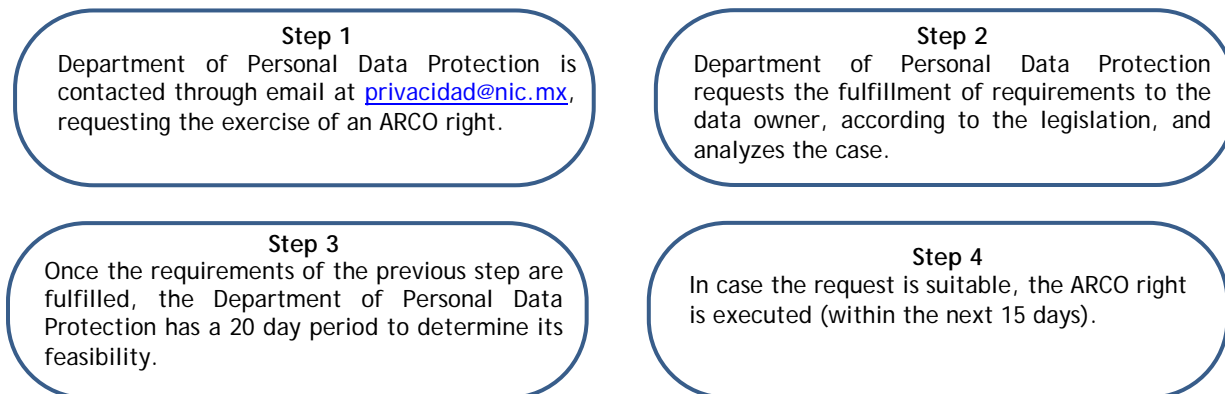 Step 1
Department of Personal Data Protection is
contacted through email at privacidad@nic.mx,
requesting the exercise of an ARCO right.
Step 2
Department of Personal Data Protection
requests the fulfillment of requirements to the
data owner, according to the legislation, and
analyzes the case.
Step 3
Once the requirements of the previous step are
fulfilled, the Department of Personal Data
Protection has a 20 day period to determine its
feasibility.
Step 4
In case the request is suitable, the ARCO right
is executed (within the next 15 days).